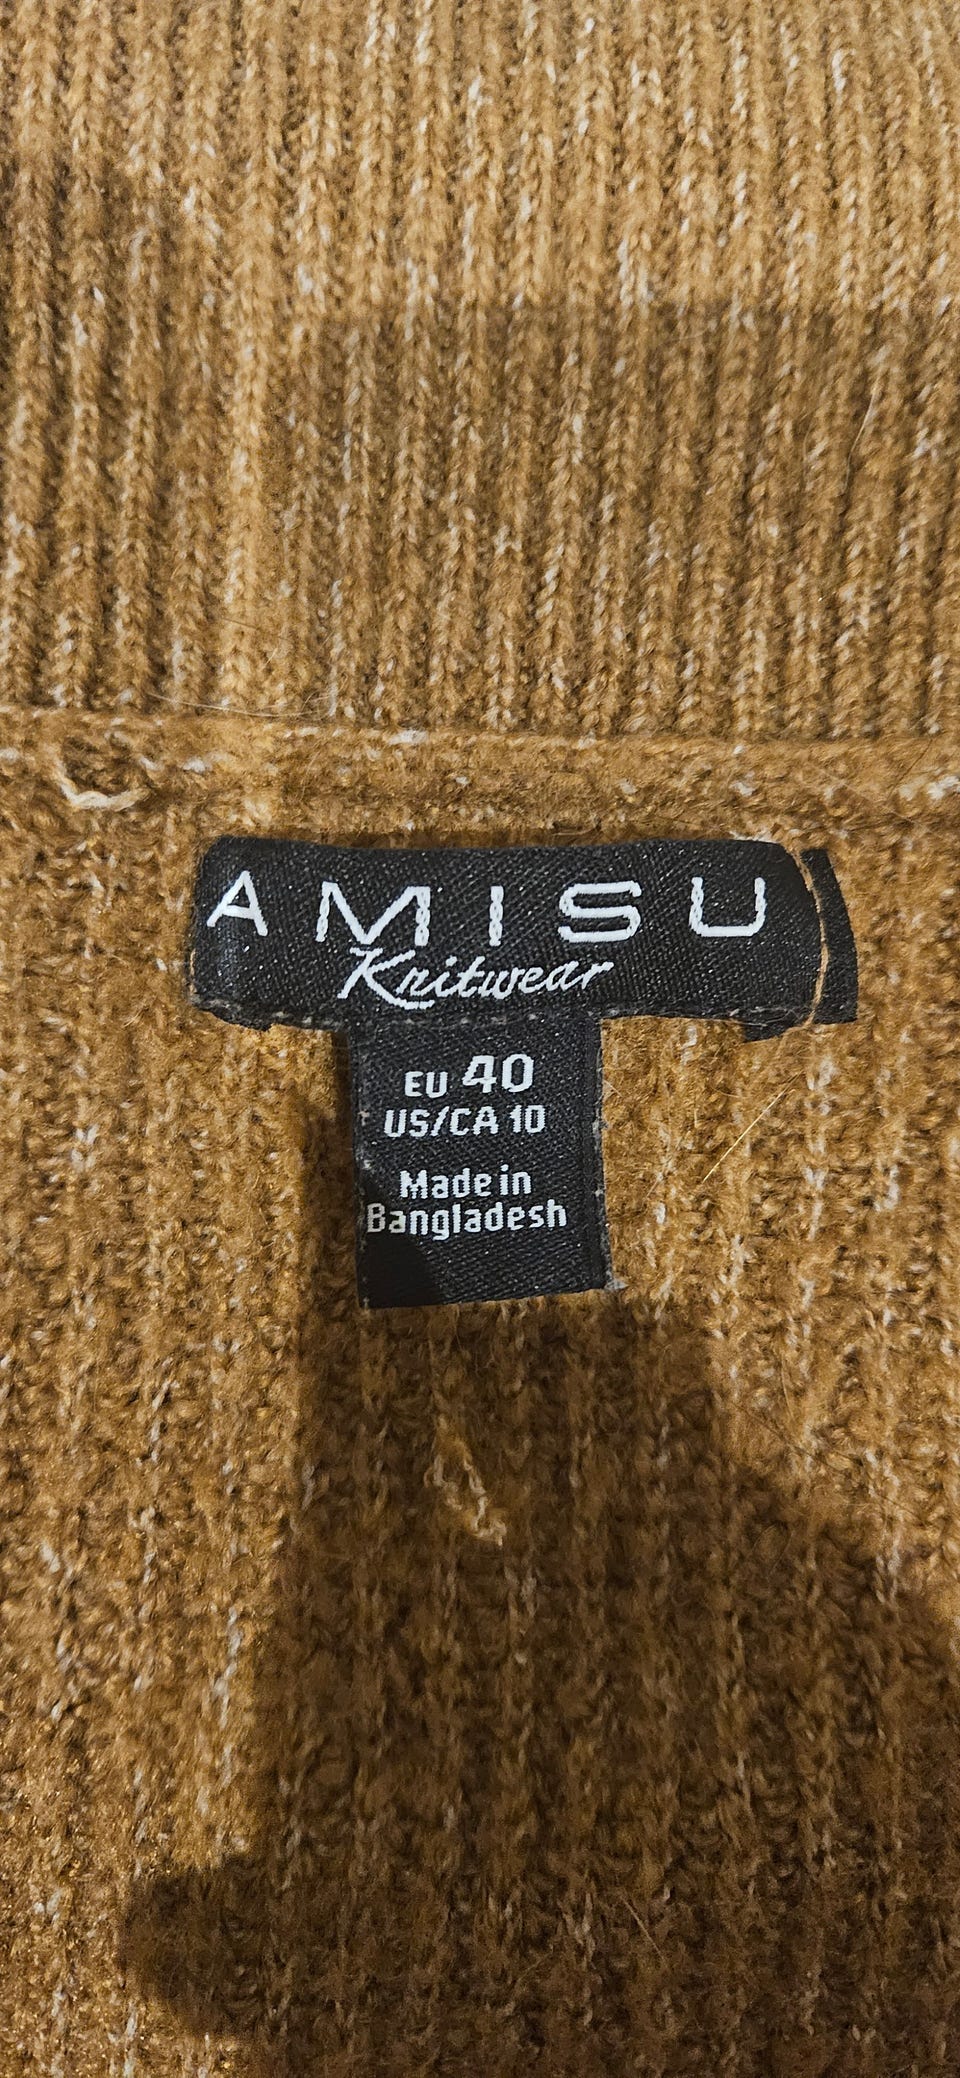 AMISU
Knitwear
EU 40
US/CA 10
Made in
Bangladesh